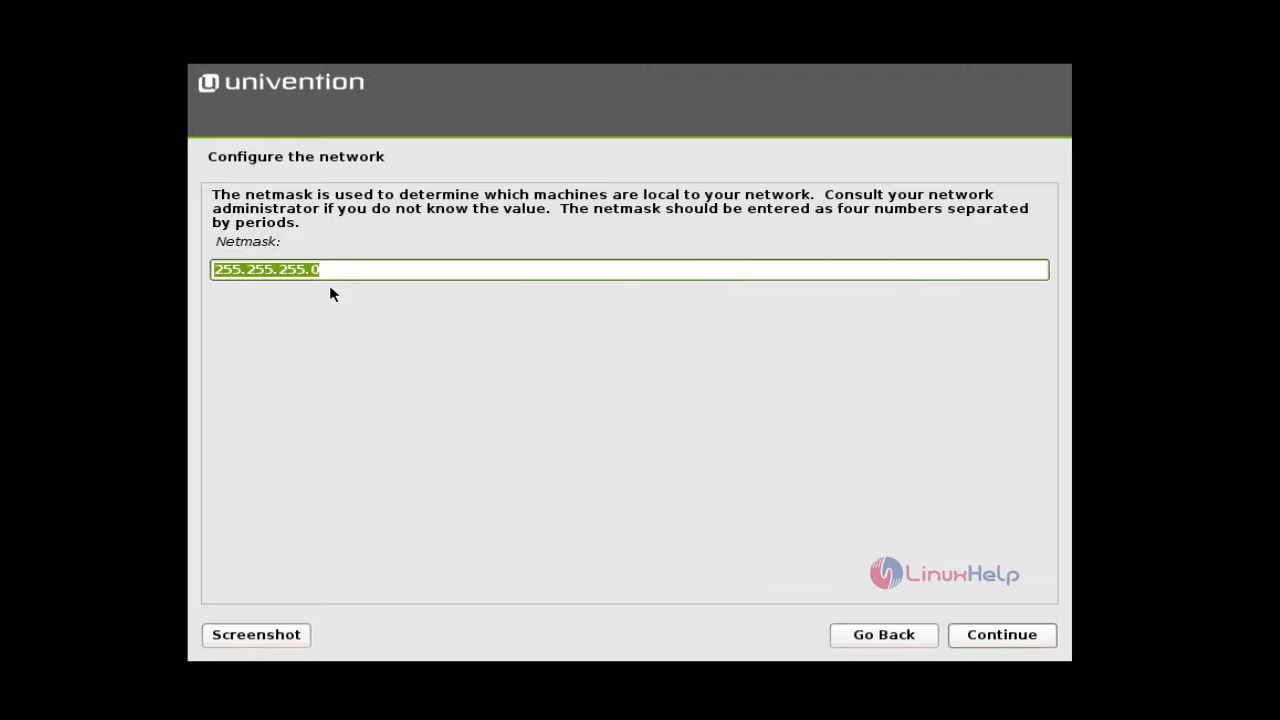 univention
Configure the network
The netmask is used to determine which machines are local to your network.  Consult your network
administrator if you do not know the value.  The netmask should be entered as four numbers separated
by periods.
Netmask:
255.255.255.0
LinuxHelp
Screenshot
Go Back
Continue